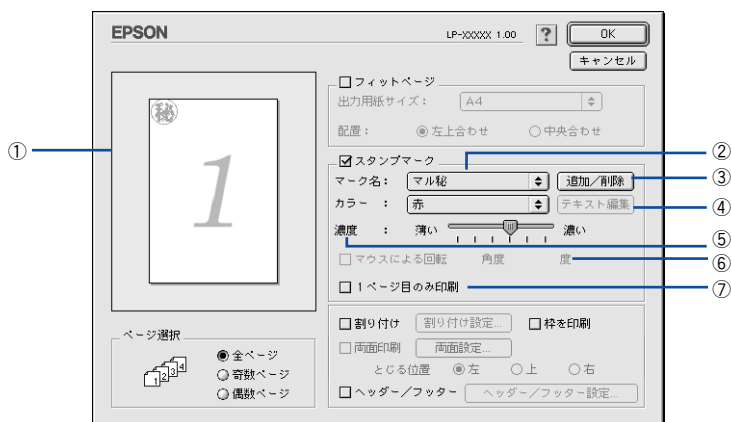 EPSON LP-XXXXX 1.00 ? OK
キャンセル
フィットページ
出力用紙サイズ： A4
配置： 左上合わせ 中央合わせ
① 秘
1
スタンプマーク ②
マーク名： マル秘 追加／削除 ③
カラー ： 赤 テキスト編集 ④
濃度 ： 薄い 濃い ⑤
マウスによる回転 角度 度 ⑥
1ページ目のみ印刷 ⑦
ページ選択
1 2 3 4
全ページ
奇数ページ
偶数ページ
割り付け 割り付け設定... 枠を印刷
両面印刷 両面設定...
とじる位置 左 上 右
ヘッダー／フッター ヘッダー／フッター設定...